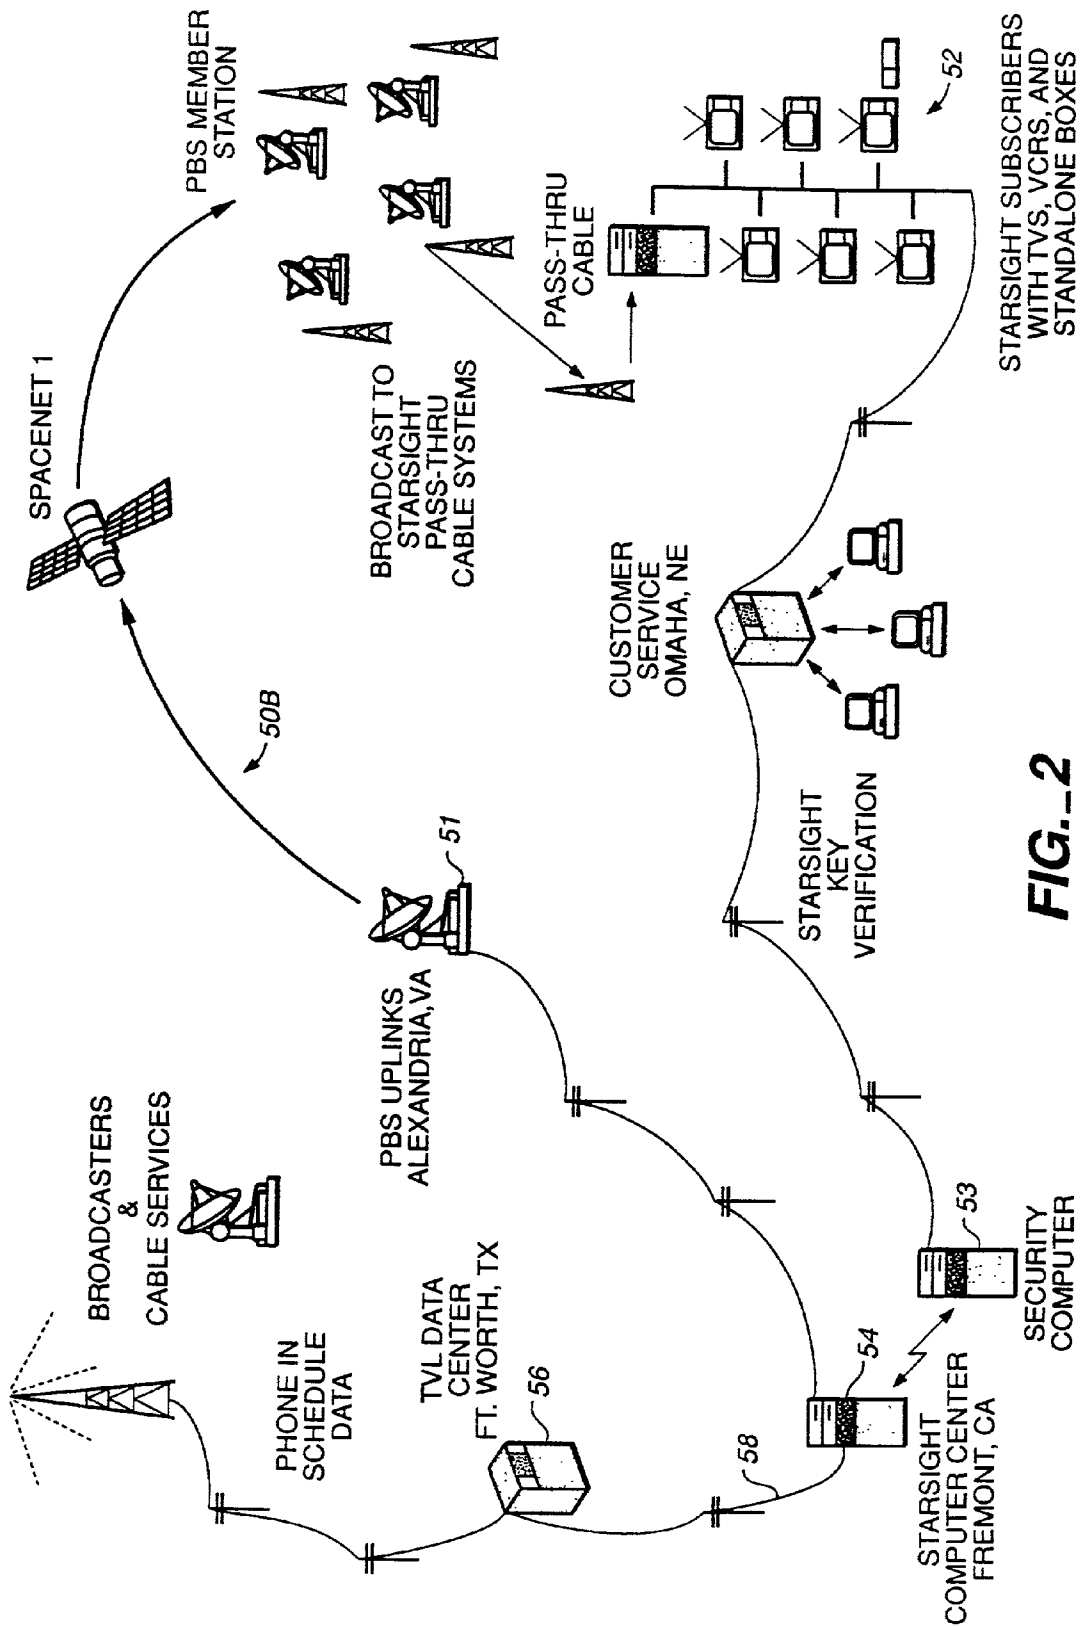 BROADCASTERS
&
CABLE SERVICES
PHONE IN
SCHEDULE
DATA
TVL DATA
CENTER
FT. WORTH, TX
56
58
54
STARSIGHT
COMPUTER CENTER
FREMONT, CA
53
SECURITY
COMPUTER
PBS UPLINKS
ALEXANDRIA,VA
51
50B
SPACENET 1
PBS MEMBER
STATION
BROADCAST TO
STARSIGHT
PASS-THRU
CABLE SYSTEMS
PASS-THRU
CABLE
52
STARSIGHT SUBSCRIBERS
WITH TVS, VCRS, AND
STANDALONE BOXES
CUSTOMER
SERVICE
OMAHA, NE
STARSIGHT
KEY
VERIFICATION
FIG._2